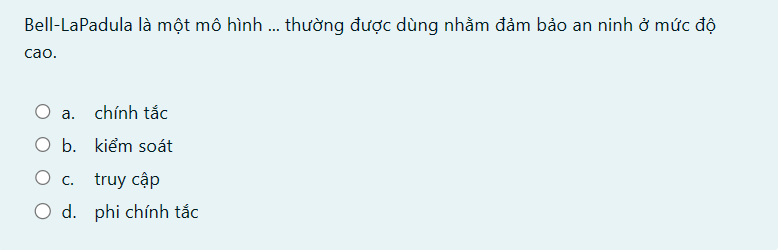 Bell-LaPadula là một mô hình ... thường được dùng nhằm đảm bảo an ninh ở mức độ
cao.
a. chính tắc
b. kiểm soát
c. truy cập
d. phi chính tắc